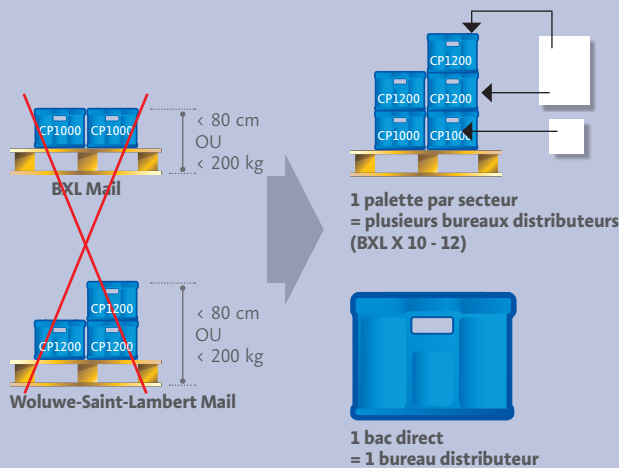 CP1000 CP1000
< 80 cm
OU
< 200 kg
BXL Mail
CP1200
CP1200 CP1200
< 80 cm
OU
< 200 kg
Woluwe-Saint-Lambert Mail
CP1200
CP1200 CP1200
CP1000 CP1000
1 palette par secteur
= plusieurs bureaux distributeurs
(BXL X 10 - 12)
1 bac direct
= 1 bureau distributeur